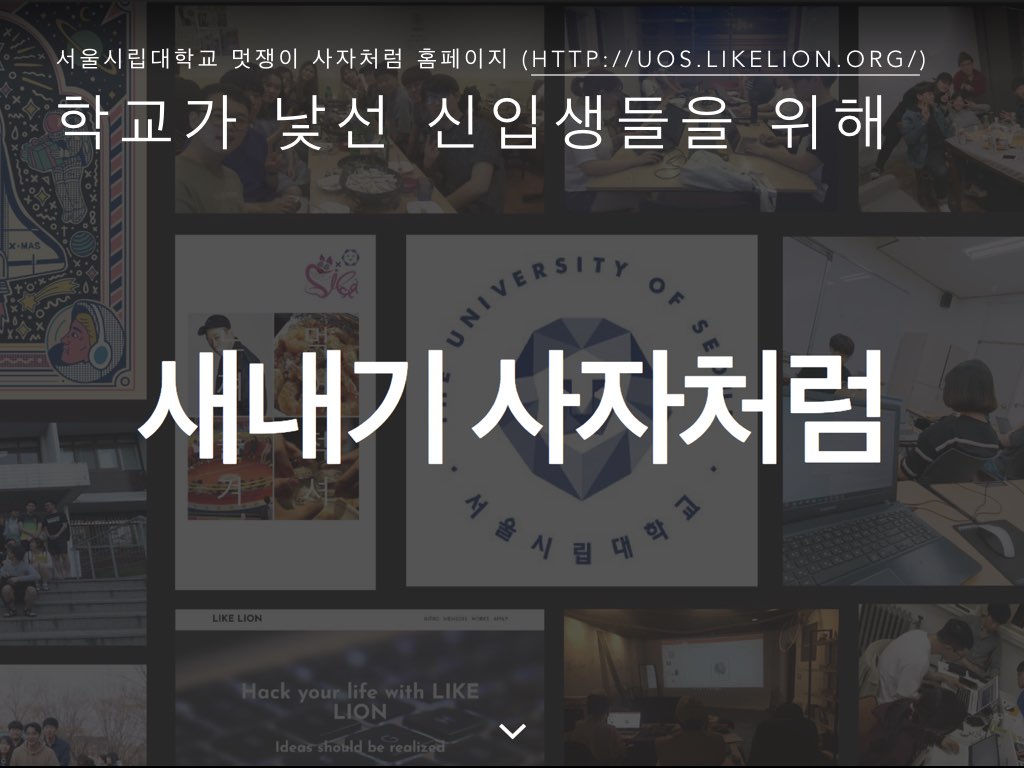 서울시립대학교 멋쟁이 사자처럼 홈페이지 (HTTP://UOS.LIKELION.ORG/)
학교가 낯선 신입생들을 위해
X-MAS
UNIVERSITY OF
새내기 사자처럼
서울시립대학교
LIKE LION
Hack your life with LIKE
LION
Ideas should be realized